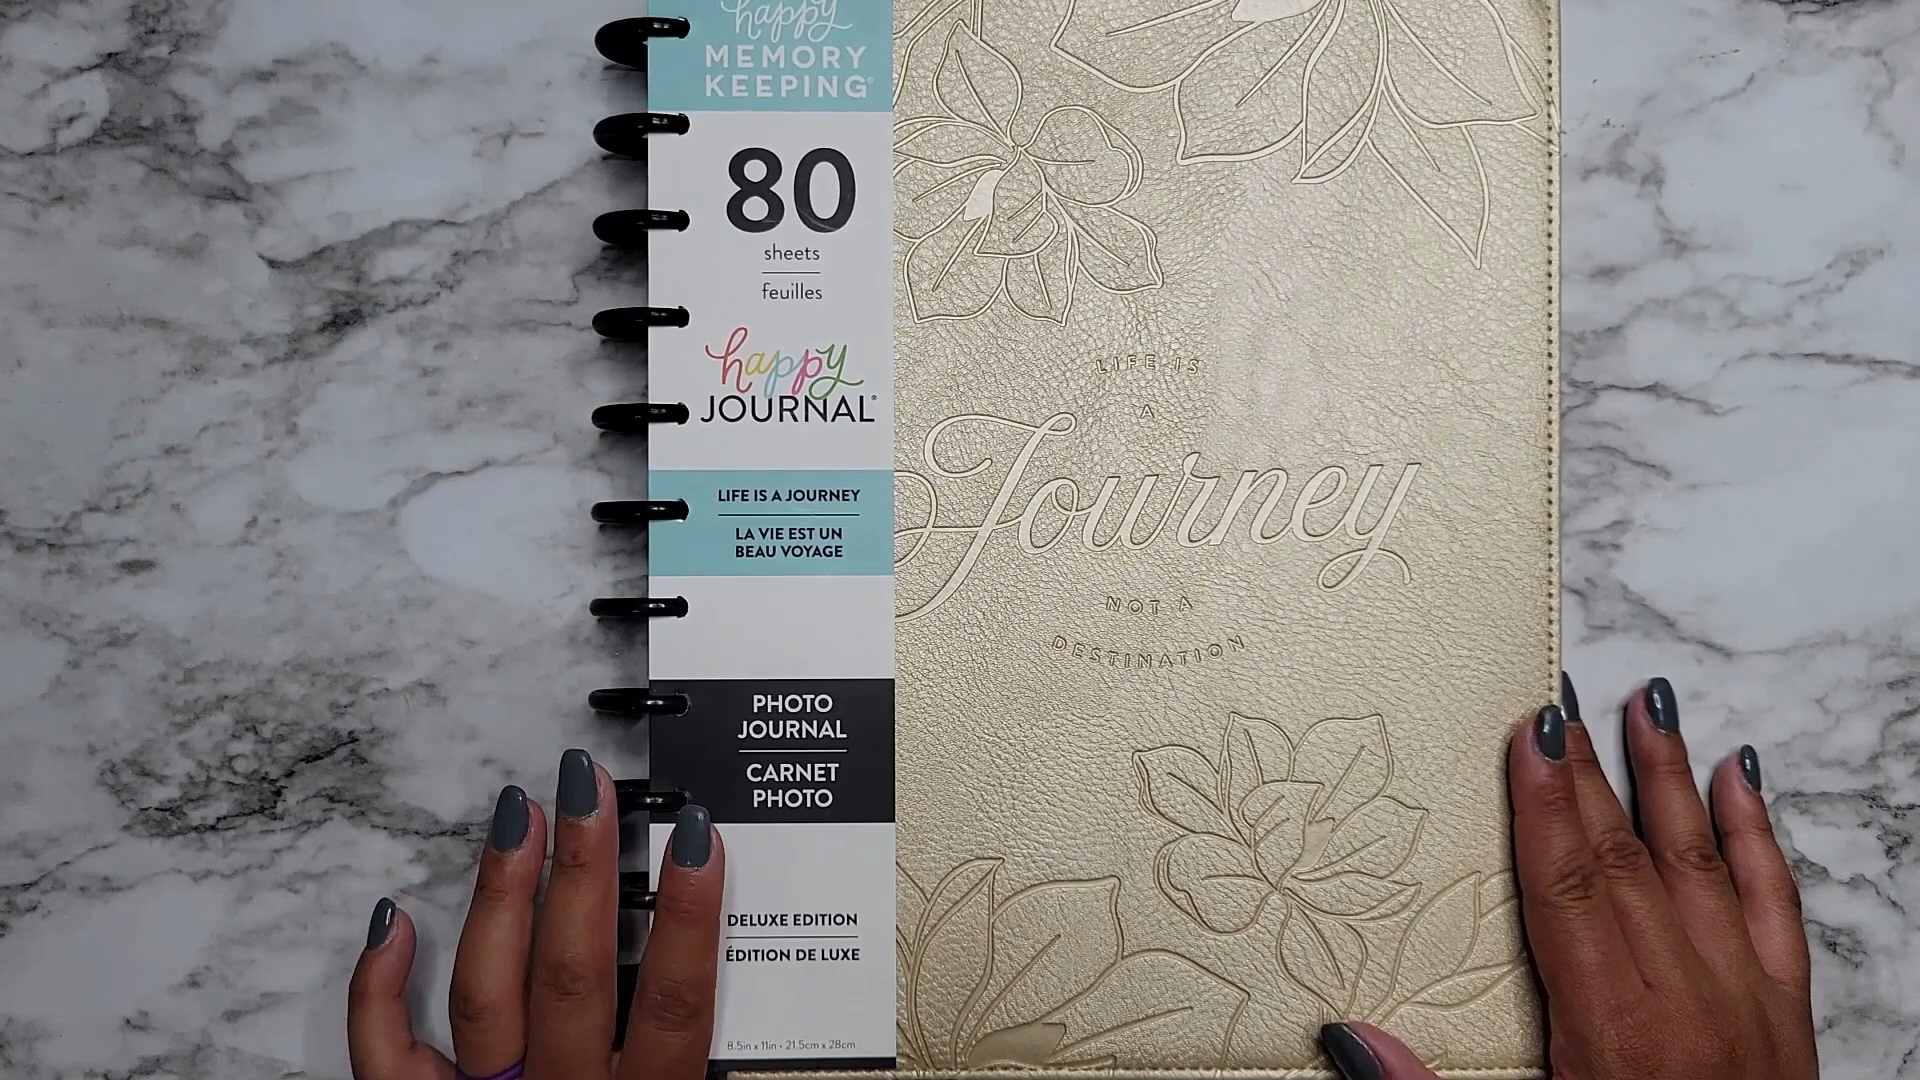 happy
MEMORY
KEEPING®
80
sheets
feuilles
happy
JOURNAL®
LIFE IS A JOURNEY
LA VIE EST UN
BEAU VOYAGE
PHOTO
JOURNAL
CARNET
PHOTO
DELUXE EDITION
ÉDITION DE LUXE
8.5in x 11in • 21.5cm x 28cm
LIFE IS
A
Journey
NOT A
DESTINATION